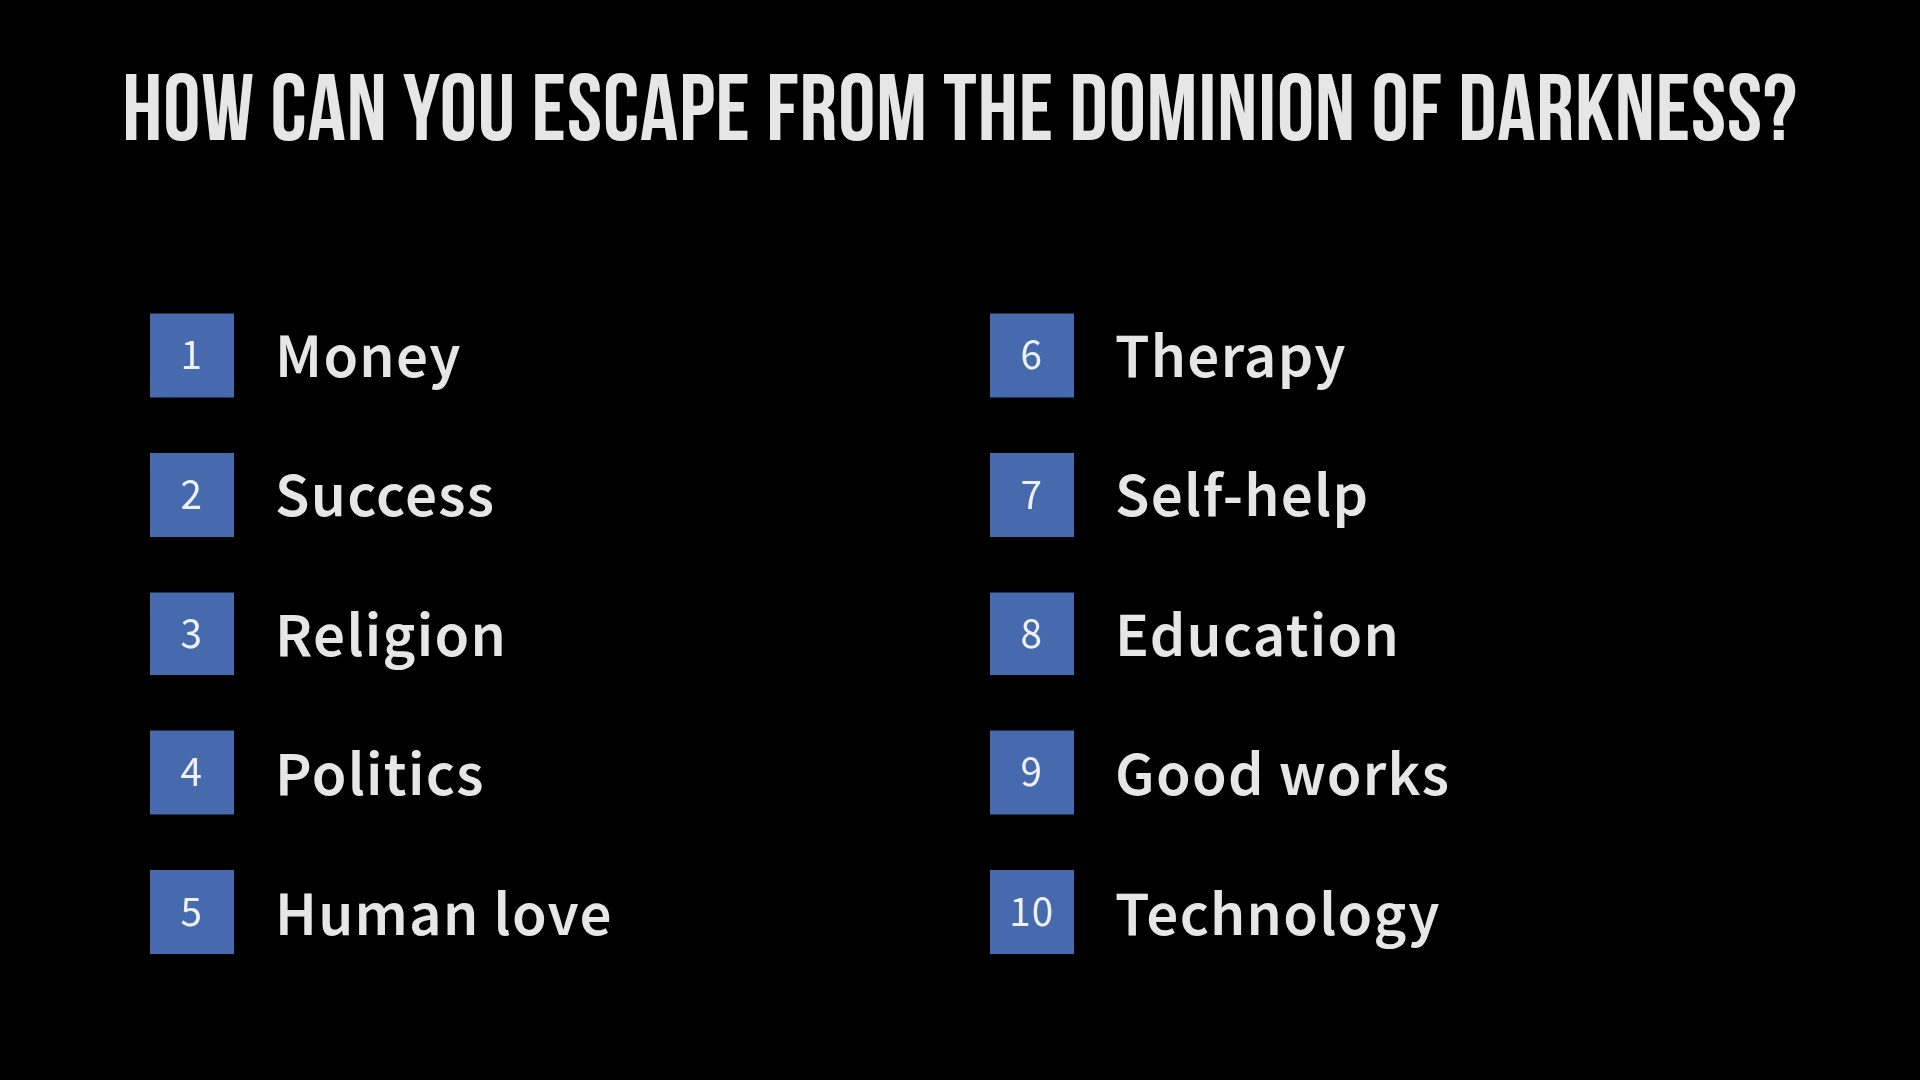 HOW CAN YOU ESCAPE FROM THE DOMINION OF DARKNESS?
1 Money
2 Success
3 Religion
4 Politics
5 Human love
6 Therapy
7 Self-help
8 Education
9 Good works
10 Technology